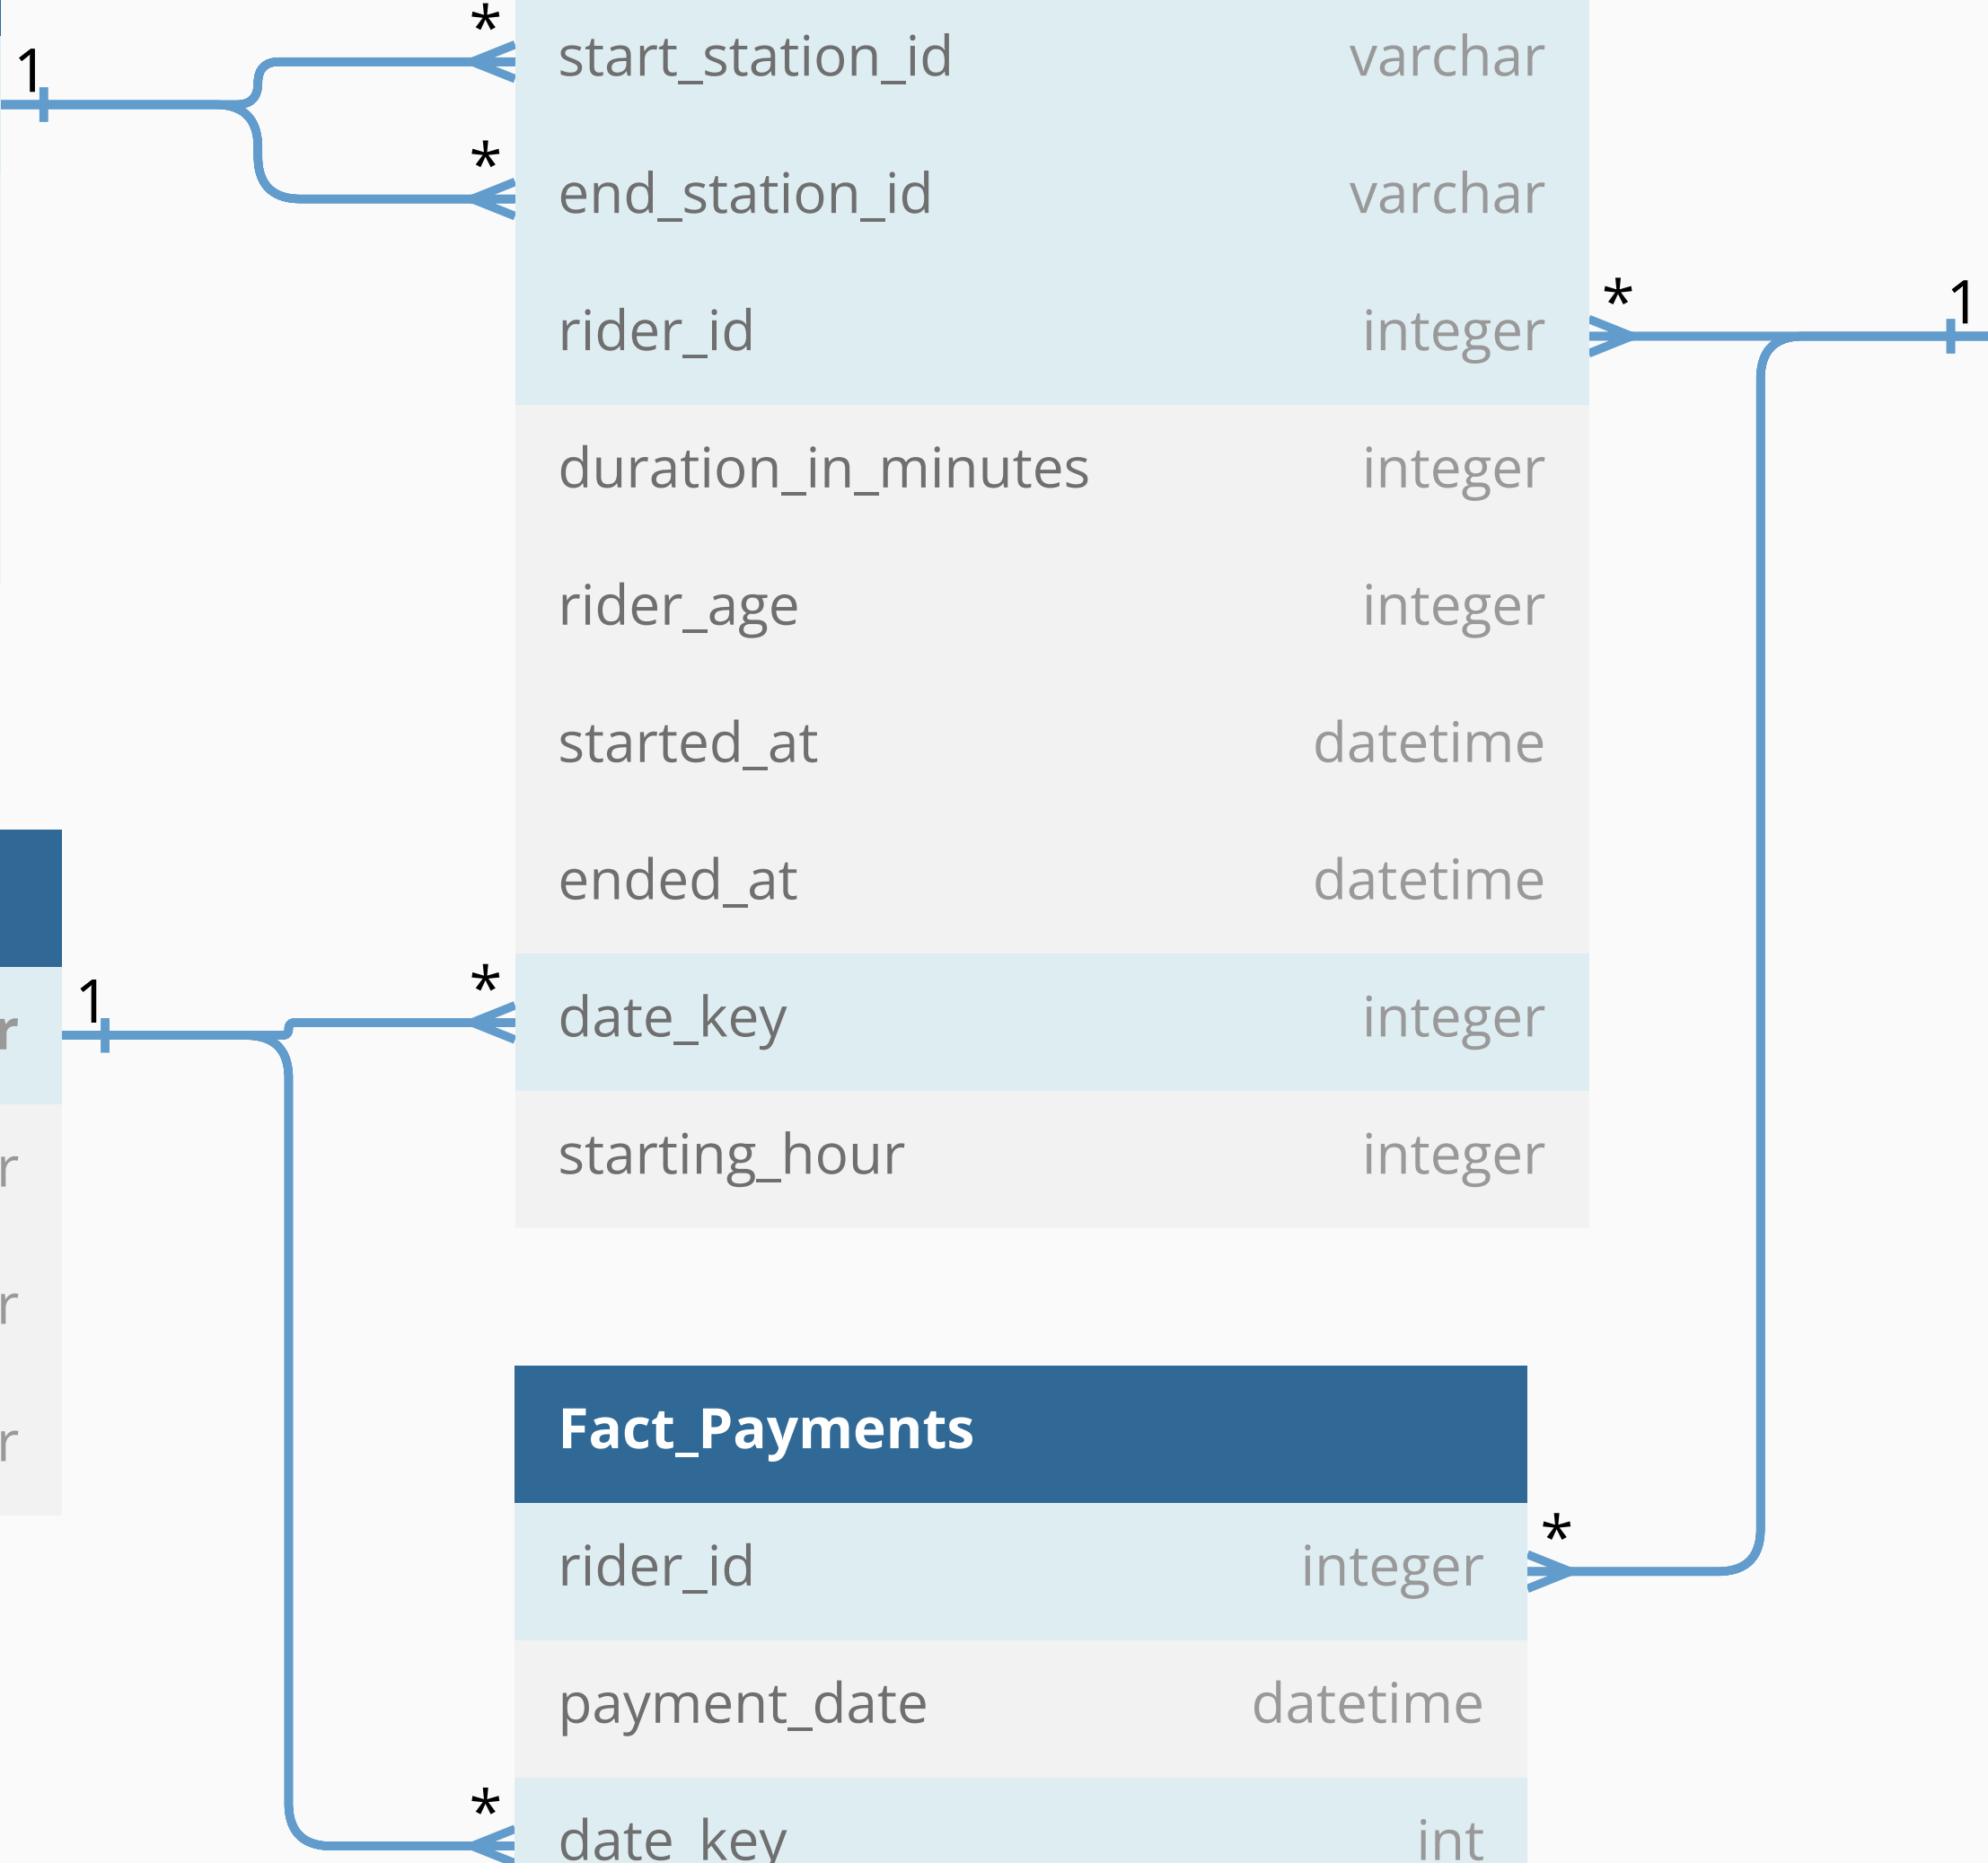 * start_station_id varchar
1
* end_station_id varchar
rider_id integer * 1
duration_in_minutes integer
rider_age integer
started_at datetime
ended_at datetime
1 * date_key integer
r
starting_hour integer
r
r
Fact_Payments
r
rider_id integer *
payment_date datetime
* date_key int